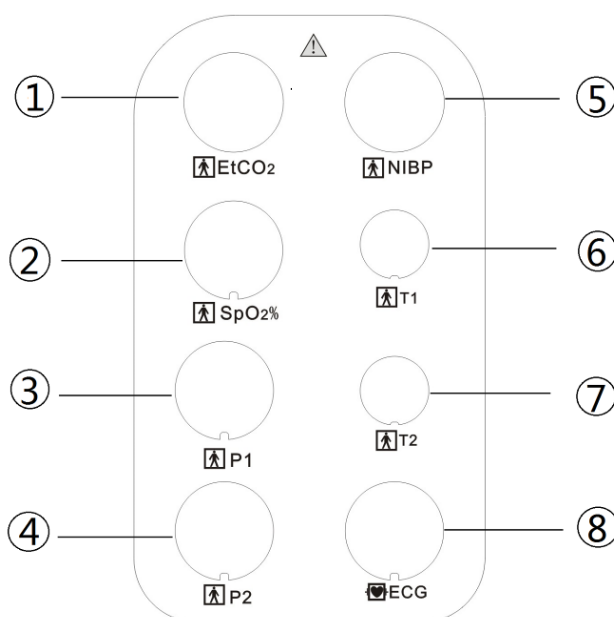 ① ⑤
EtCO₂ NIBP
② ⑥
SpO₂% T1
③ ⑦
P1 T2
④ ⑧
P2 ECG